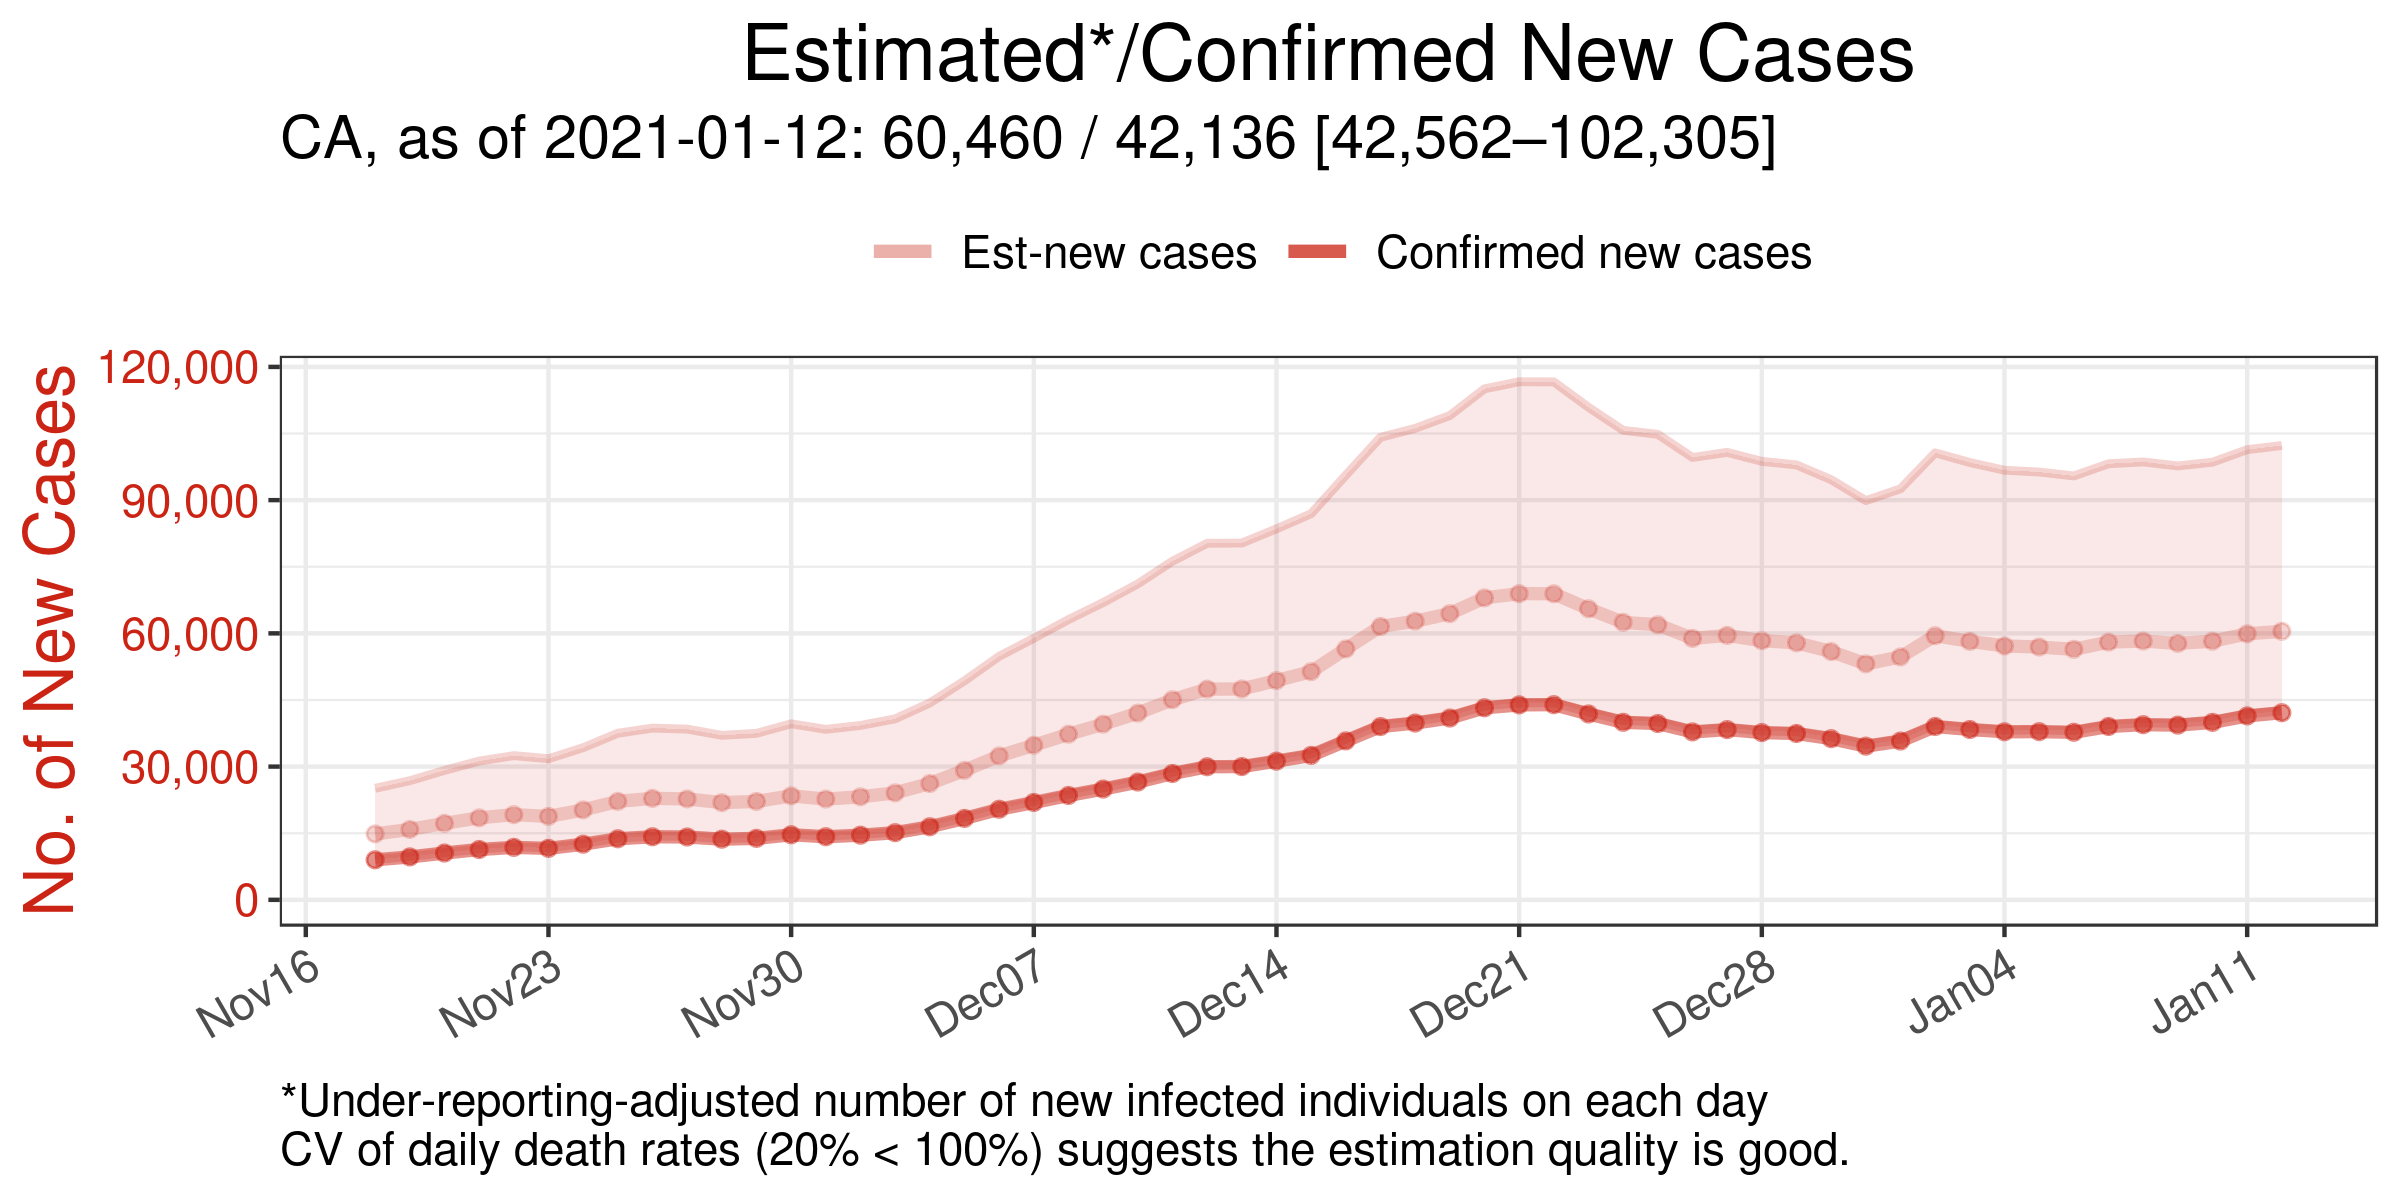 Estimated*/Confirmed New Cases
CA, as of 2021-01-12: 60,460 / 42,136 [42,562–102,305]
Est-new cases
Confirmed new cases
No. of New Cases
120,000
90,000
60,000
30,000
0
Nov16
Nov23
Nov30
Dec07
Dec14
Dec21
Dec28
Jan04
Jan11
*Under-reporting-adjusted number of new infected individuals on each day
CV of daily death rates (20% < 100%) suggests the estimation quality is good.